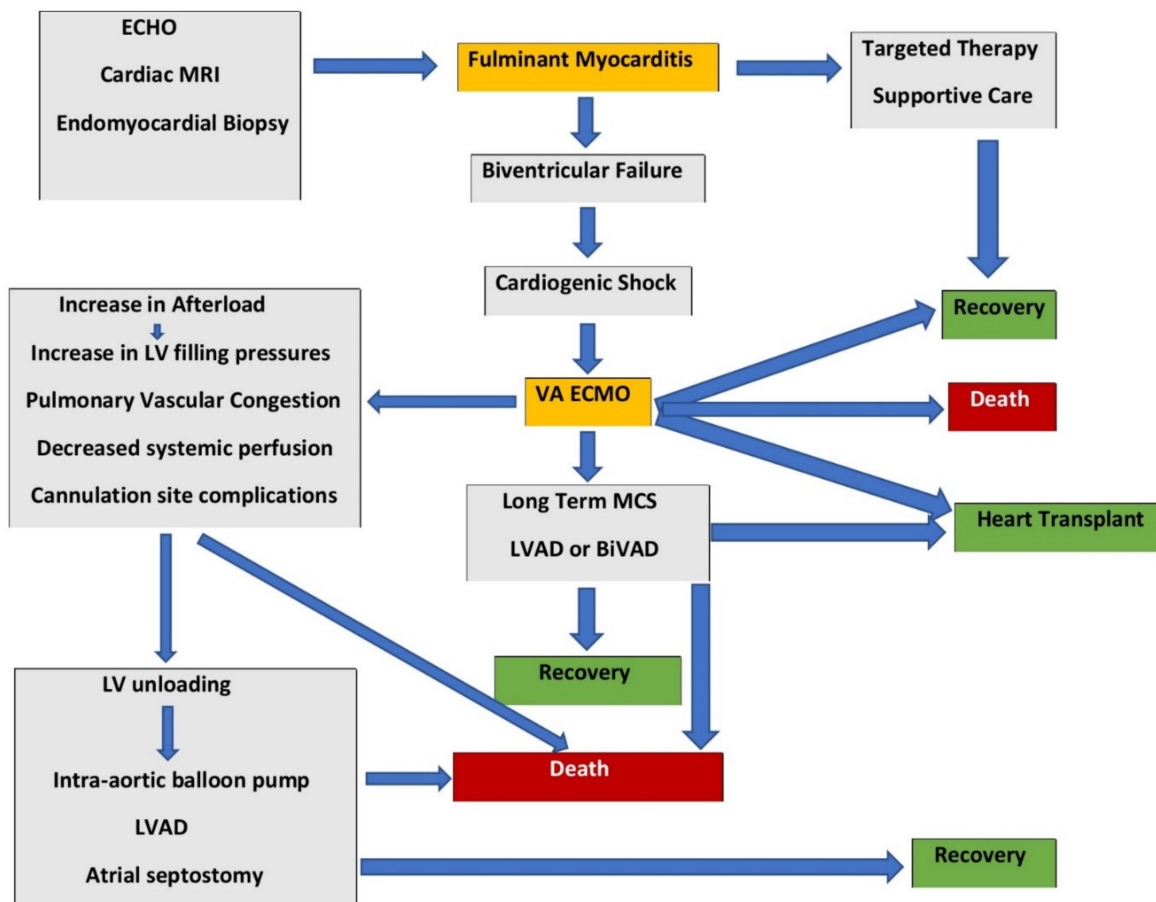 ECHO
Cardiac MRI
Endomyocardial Biopsy
Fulminant Myocarditis
Targeted Therapy
Supportive Care
Biventricular Failure
Cardiogenic Shock
Increase in Afterload
Increase in LV filling pressures
Pulmonary Vascular Congestion
Decreased systemic perfusion
Cannulation site complications
VA ECMO
Recovery
Death
Heart Transplant
Long Term MCS
LVAD or BiVAD
Recovery
LV unloading
Intra-aortic balloon pump
LVAD
Atrial septostomy
Death
Recovery